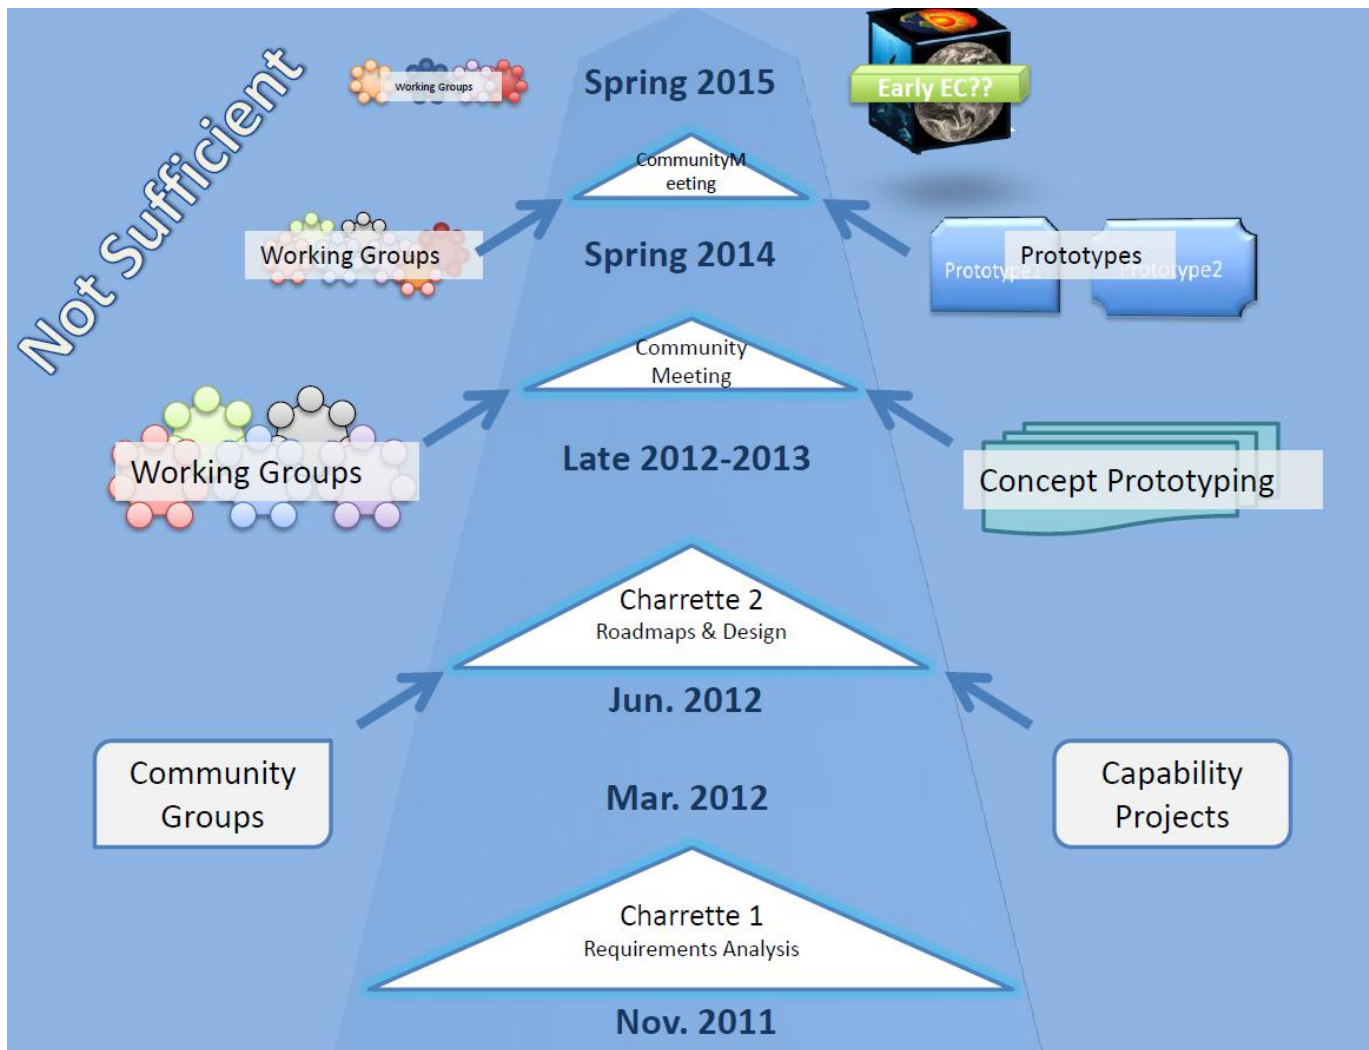 Not Sufficient
Working Groups
Spring 2015
Early EC??
CommunityM
eeting
Working Groups
Spring 2014
Prototypes
Prototype1
Prototype2
Community
Meeting
Working Groups
Late 2012-2013
Concept Prototyping
Charrette 2
Roadmaps & Design
Jun. 2012
Community
Groups
Mar. 2012
Capability
Projects
Charrette 1
Requirements Analysis
Nov. 2011